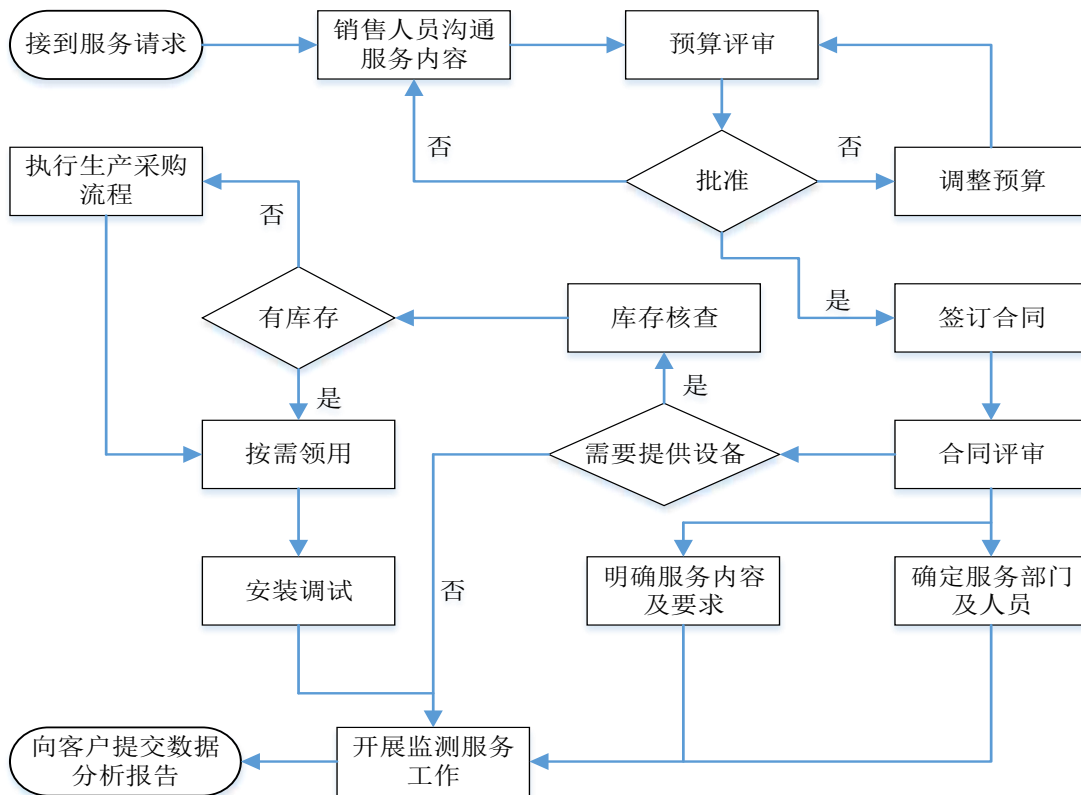 接到服务请求
销售人员沟通
服务内容
预算评审
否
否
执行生产采购
流程
批准
调整预算
否
有库存
库存核查
是
签订合同
是
是
按需领用
需要提供设备
合同评审
安装调试
否
明确服务内容
及要求
确定服务部门
及人员
向客户提交数据
分析报告
开展监测服务
工作